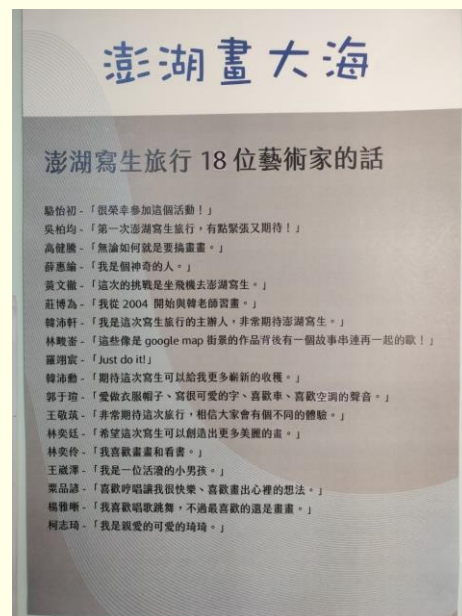 澎湖畫大海
澎湖寫生旅行 18 位藝術家的話
駱怡初 -「很榮幸參加這個活動！」
吳柏均 -「第一次澎湖寫生旅行，有點緊張又期待！」
高健騰 -「無論如何就是要搞畫畫。」
薛惠綸 -「我是個神奇的人。」
黃文徹 -「這次的挑戰是坐飛機去澎湖寫生。」
莊博為 -「我從 2004 開始與韓老師習畫。」
韓沛軒 -「我是這次寫生旅行的主辦人，非常期待澎湖寫生。」
林畯崟 -「這些像是 google map 街景的作品背後有一個故事串連再一起的歐！」
羅翊宸 -「Just do it!」
韓沛勳 -「期待這次寫生可以給我更多嶄新的收穫。」
郭于瑄 -「愛做衣服帽子、寫很可愛的字、喜歡車、喜歡空調的聲音。」
王敬筑 -「非常期待這次旅行，相信大家會有個不同的體驗。」
林奕廷 -「希望這次寫生可以創造出更多美麗的畫。」
林奕伶 -「我喜歡畫畫和看書。」
王崴澤 -「我是一位活潑的小男孩。」
粟品諺 -「喜歡哼唱讓我很快樂、喜歡畫出心裡的想法。」
楊雅晰 -「我喜歡唱歌跳舞，不過最喜歡的還是畫畫。」
柯志琦 -「我是親愛的可愛的琦琦。」